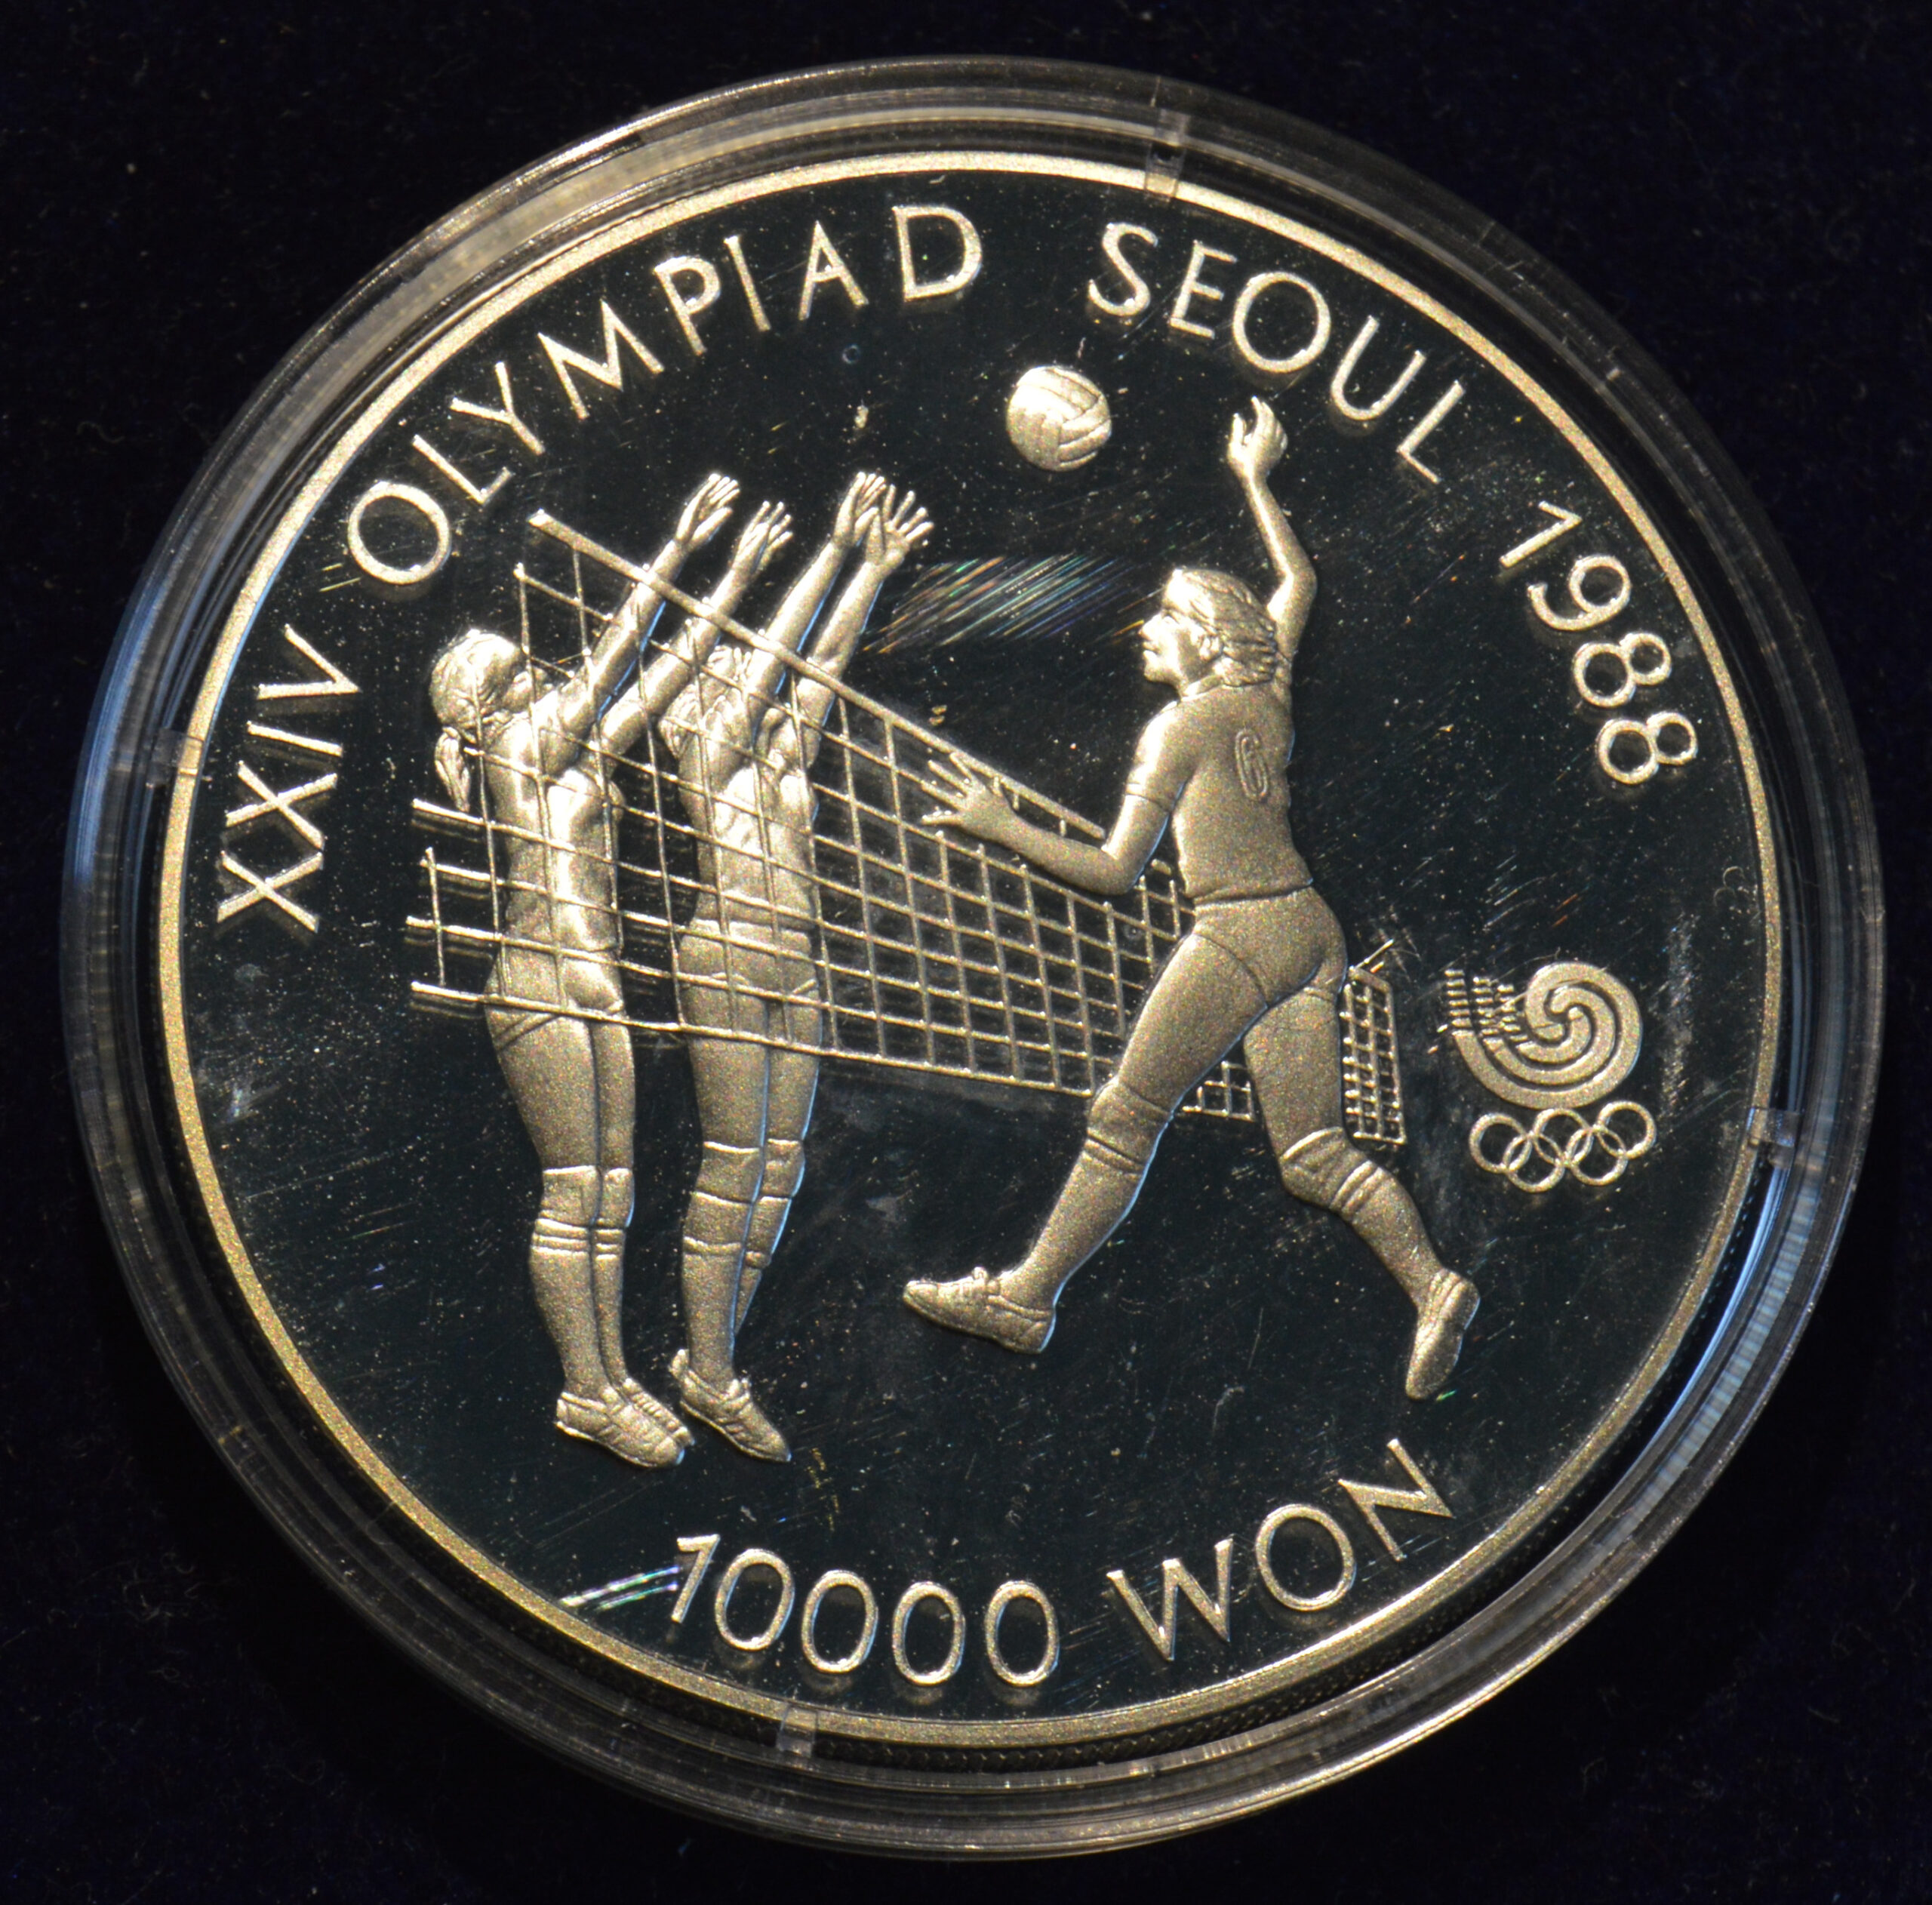 XXIV OLYMPIAD SEOUL 1988
6
10000 WON